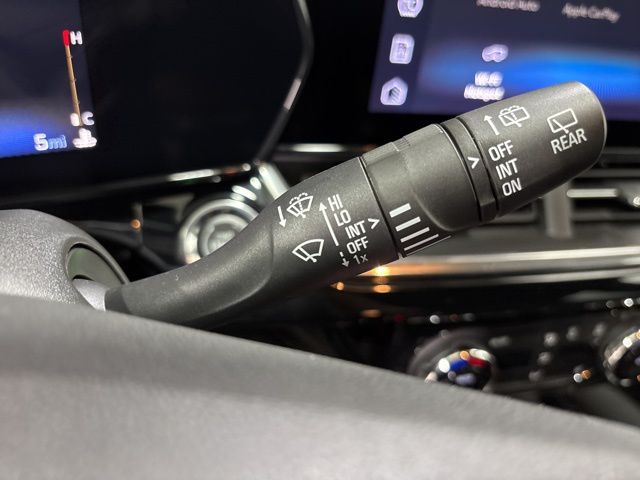 Android Auto
Apple CarPlay
H
C
5mi
HI
LO
INT
OFF
1x
OFF
INT
ON
REAR